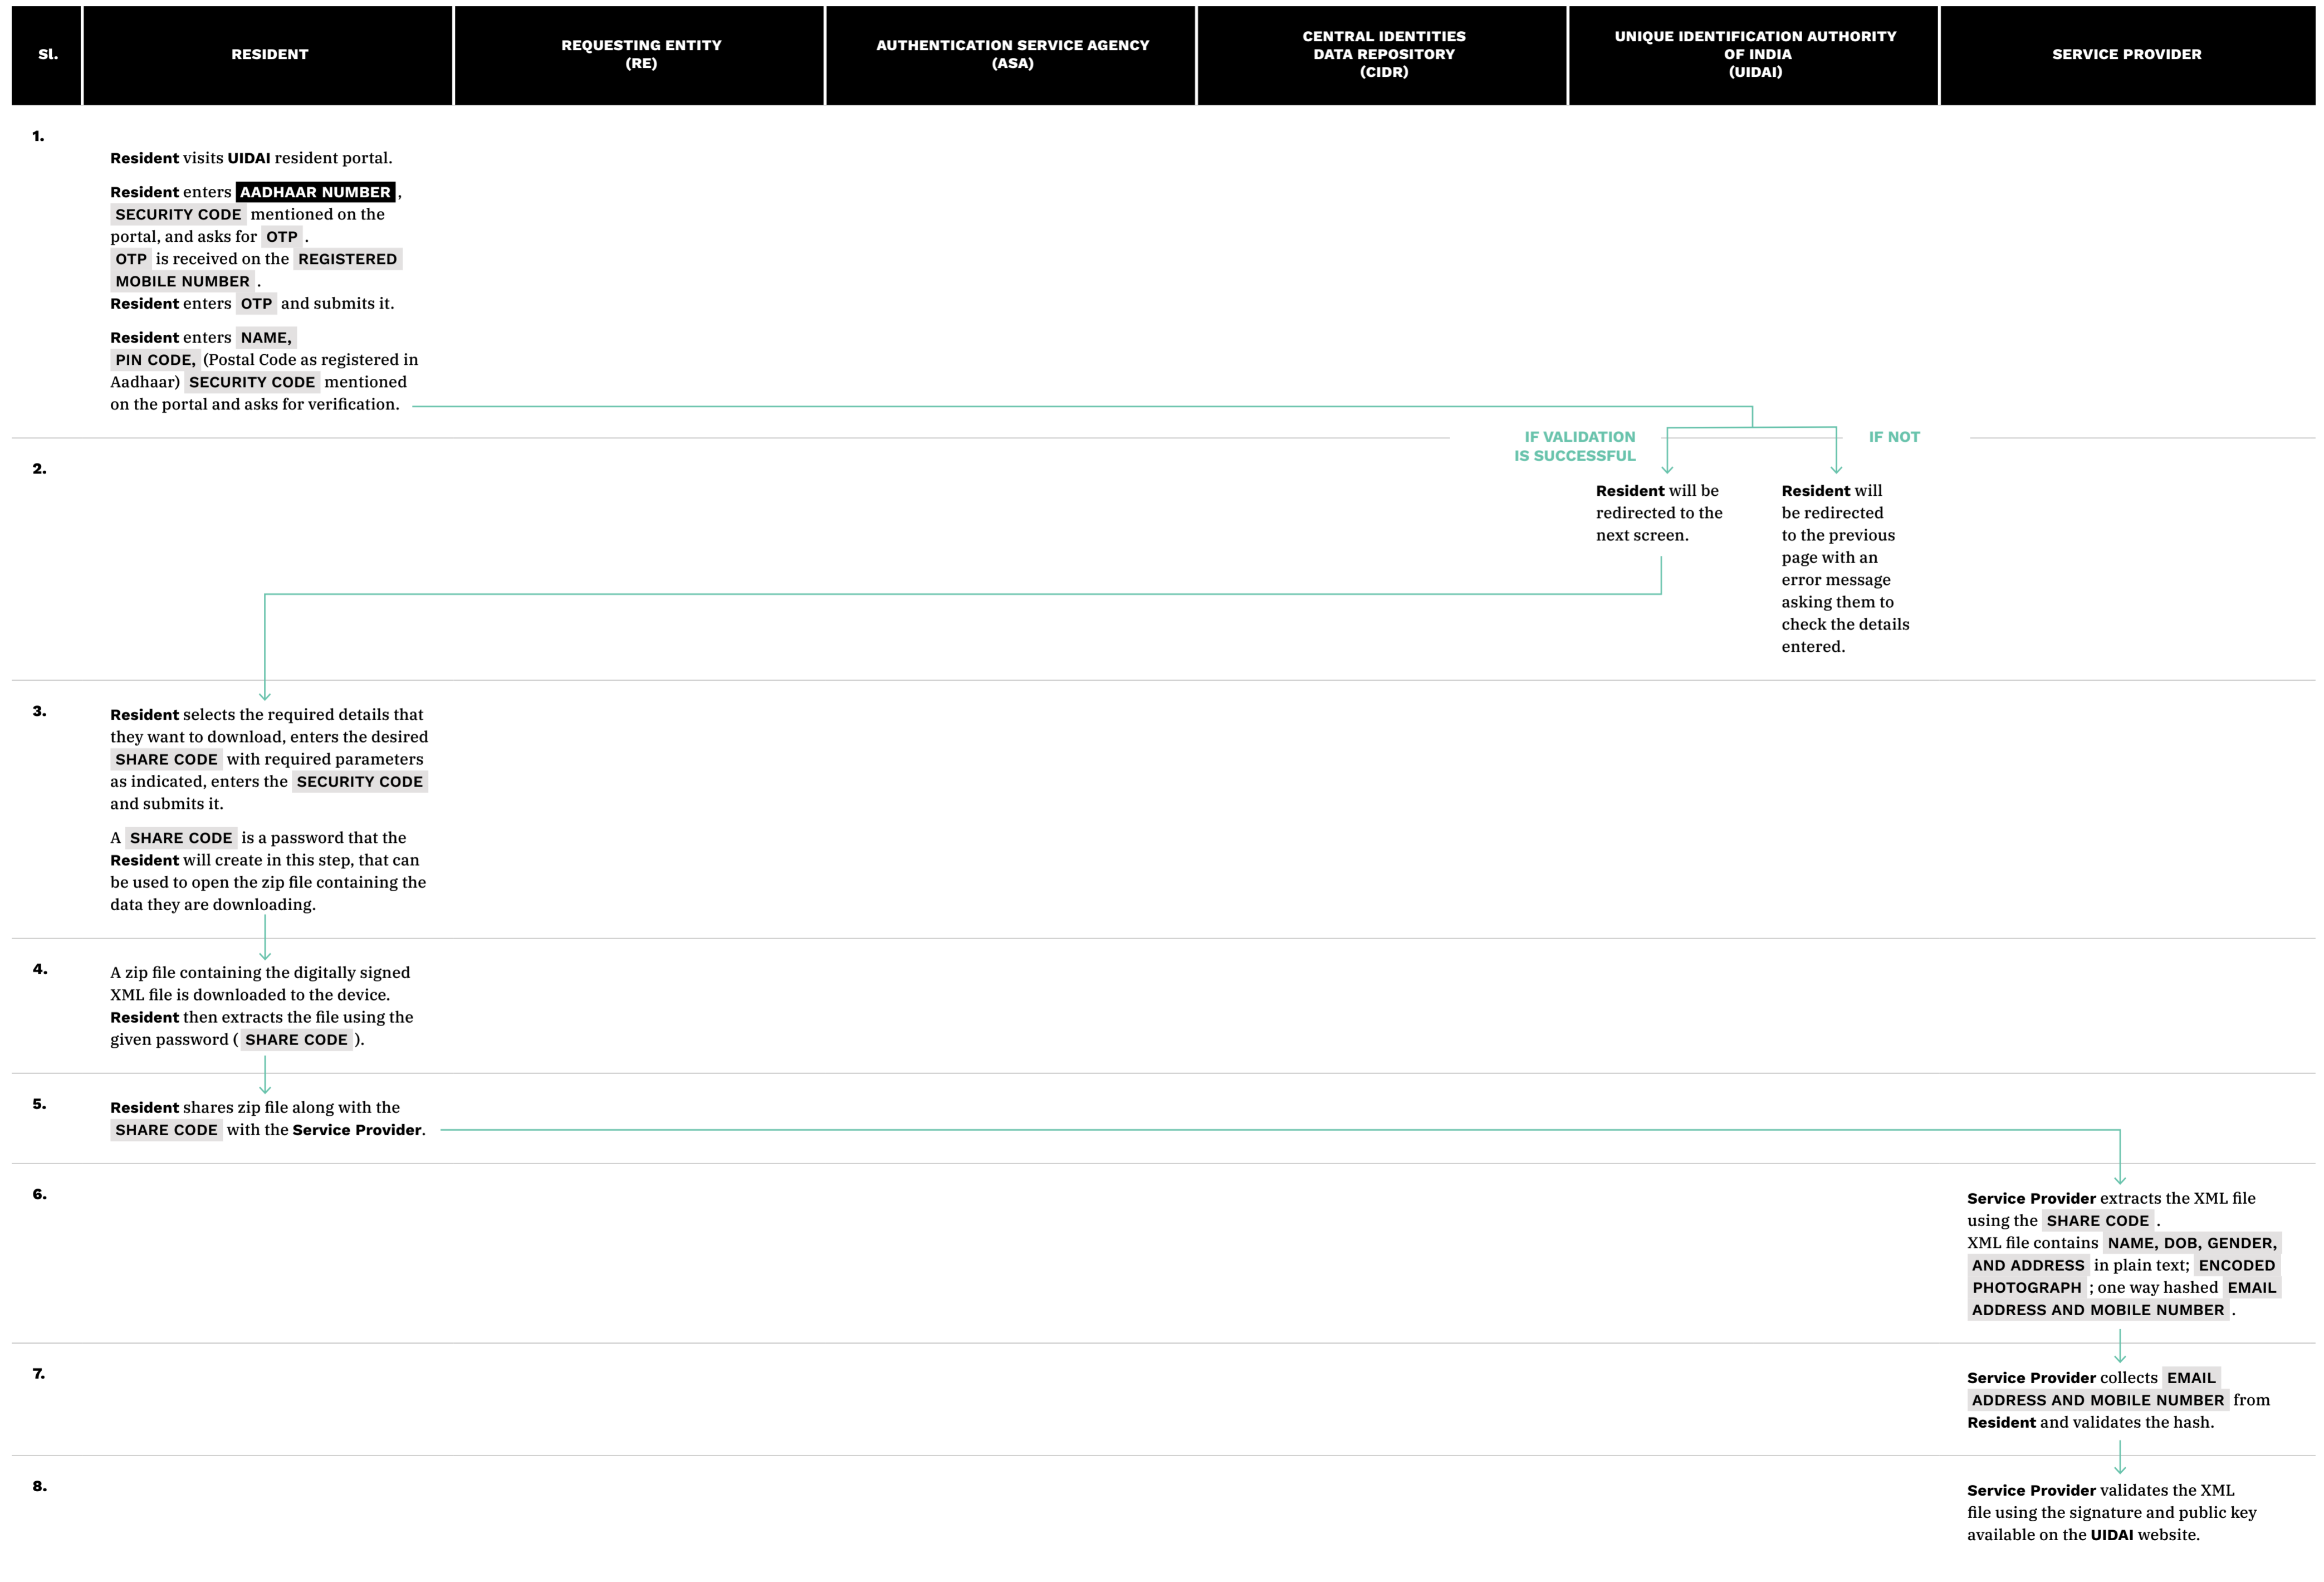 Sl.
RESIDENT
REQUESTING ENTITY
(RE)
AUTHENTICATION SERVICE AGENCY
(ASA)
CENTRAL IDENTITIES
DATA REPOSITORY
(CIDR)
UNIQUE IDENTIFICATION AUTHORITY
OF INDIA
(UIDAI)
SERVICE PROVIDER
1.
Resident visits UIDAI resident portal.
Resident enters AADHAAR NUMBER ,
SECURITY CODE mentioned on the
portal, and asks for OTP .
OTP is received on the REGISTERED
MOBILE NUMBER .
Resident enters OTP and submits it.
Resident enters NAME,
PIN CODE, (Postal Code as registered in
Aadhaar) SECURITY CODE mentioned
on the portal and asks for verification.
IF VALIDATION
IS SUCCESSFUL
IF NOT
2.
Resident will be
redirected to the
next screen.
Resident will
be redirected
to the previous
page with an
error message
asking them to
check the details
entered.
3.
Resident selects the required details that
they want to download, enters the desired
SHARE CODE with required parameters
as indicated, enters the SECURITY CODE
and submits it.
A SHARE CODE is a password that the
Resident will create in this step, that can
be used to open the zip file containing the
data they are downloading.
4.
A zip file containing the digitally signed
XML file is downloaded to the device.
Resident then extracts the file using the
given password ( SHARE CODE ).
5.
Resident shares zip file along with the
SHARE CODE with the Service Provider.
6.
Service Provider extracts the XML file
using the SHARE CODE .
XML file contains NAME, DOB, GENDER,
AND ADDRESS in plain text; ENCODED
PHOTOGRAPH ; one way hashed EMAIL
ADDRESS AND MOBILE NUMBER .
7.
Service Provider collects EMAIL
ADDRESS AND MOBILE NUMBER from
Resident and validates the hash.
8.
Service Provider validates the XML
file using the signature and public key
available on the UIDAI website.